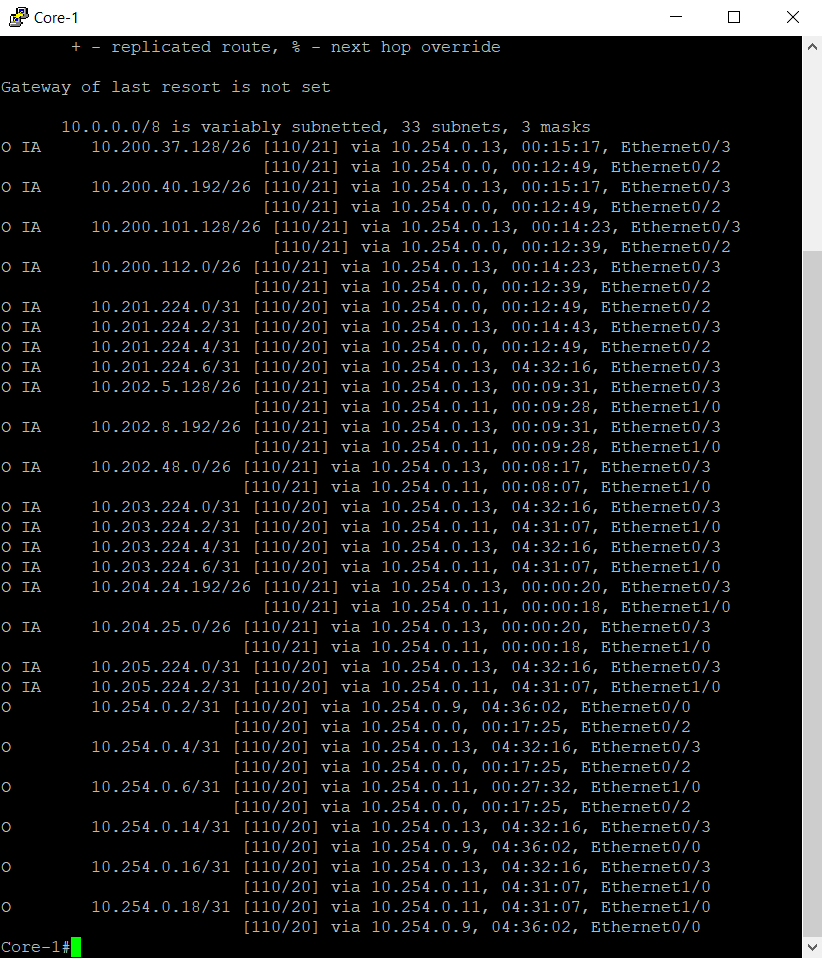 Core-1
+ - replicated route, % - next hop override
Gateway of last resort is not set
10.0.0.0/8 is variably subnetted, 33 subnets, 3 masks
O IA 10.200.37.128/26 [110/21] via 10.254.0.13, 00:15:17, Ethernet0/3
[110/21] via 10.254.0.0, 00:12:49, Ethernet0/2
O IA 10.200.40.192/26 [110/21] via 10.254.0.13, 00:15:17, Ethernet0/3
[110/21] via 10.254.0.0, 00:12:49, Ethernet0/2
O IA 10.200.101.128/26 [110/21] via 10.254.0.13, 00:14:23, Ethernet0/3
[110/21] via 10.254.0.0, 00:12:39, Ethernet0/2
O IA 10.200.112.0/26 [110/21] via 10.254.0.13, 00:14:23, Ethernet0/3
[110/21] via 10.254.0.0, 00:12:39, Ethernet0/2
O IA 10.201.224.0/31 [110/20] via 10.254.0.0, 00:12:49, Ethernet0/2
O IA 10.201.224.2/31 [110/20] via 10.254.0.13, 00:14:43, Ethernet0/3
O IA 10.201.224.4/31 [110/20] via 10.254.0.0, 00:12:49, Ethernet0/2
O IA 10.201.224.6/31 [110/20] via 10.254.0.13, 04:32:16, Ethernet0/3
O IA 10.202.5.128/26 [110/21] via 10.254.0.13, 00:09:31, Ethernet0/3
[110/21] via 10.254.0.11, 00:09:28, Ethernet1/0
O IA 10.202.8.192/26 [110/21] via 10.254.0.13, 00:09:31, Ethernet0/3
[110/21] via 10.254.0.11, 00:09:28, Ethernet1/0
O IA 10.202.48.0/26 [110/21] via 10.254.0.13, 00:08:17, Ethernet0/3
[110/21] via 10.254.0.11, 00:08:07, Ethernet1/0
O IA 10.203.224.0/31 [110/20] via 10.254.0.13, 04:32:16, Ethernet0/3
O IA 10.203.224.2/31 [110/20] via 10.254.0.11, 04:31:07, Ethernet1/0
O IA 10.203.224.4/31 [110/20] via 10.254.0.13, 04:32:16, Ethernet0/3
O IA 10.203.224.6/31 [110/20] via 10.254.0.11, 04:31:07, Ethernet1/0
O IA 10.204.24.192/26 [110/21] via 10.254.0.13, 00:00:20, Ethernet0/3
[110/21] via 10.254.0.11, 00:00:18, Ethernet1/0
O IA 10.204.25.0/26 [110/21] via 10.254.0.13, 00:00:20, Ethernet0/3
[110/21] via 10.254.0.11, 00:00:18, Ethernet1/0
O IA 10.205.224.0/31 [110/20] via 10.254.0.13, 04:32:16, Ethernet0/3
O IA 10.205.224.2/31 [110/20] via 10.254.0.11, 04:31:07, Ethernet1/0
O 10.254.0.2/31 [110/20] via 10.254.0.9, 04:36:02, Ethernet0/0
[110/20] via 10.254.0.0, 00:17:25, Ethernet0/2
O 10.254.0.4/31 [110/20] via 10.254.0.13, 04:32:16, Ethernet0/3
[110/20] via 10.254.0.0, 00:17:25, Ethernet0/2
O 10.254.0.6/31 [110/20] via 10.254.0.11, 00:27:32, Ethernet1/0
[110/20] via 10.254.0.0, 00:17:25, Ethernet0/2
O 10.254.0.14/31 [110/20] via 10.254.0.13, 04:32:16, Ethernet0/3
[110/20] via 10.254.0.9, 04:36:02, Ethernet0/0
O 10.254.0.16/31 [110/20] via 10.254.0.13, 04:32:16, Ethernet0/3
[110/20] via 10.254.0.11, 04:31:07, Ethernet1/0
O 10.254.0.18/31 [110/20] via 10.254.0.11, 04:31:07, Ethernet1/0
[110/20] via 10.254.0.9, 04:36:02, Ethernet0/0
Core-1#